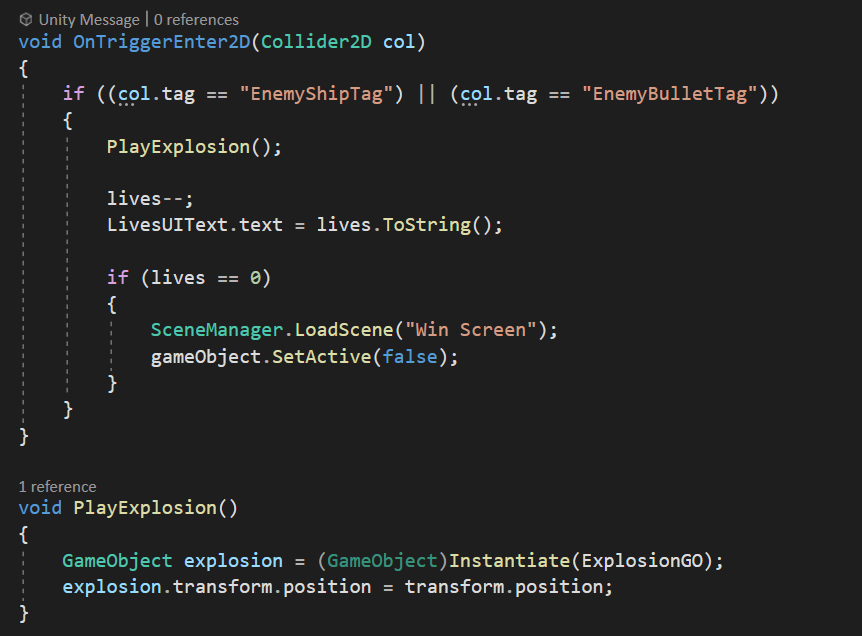 Unity Message | 0 references
void OnTriggerEnter2D(Collider2D col)
{
if ((col.tag == "EnemyShipTag") || (col.tag == "EnemyBulletTag"))
{
PlayExplosion();
lives--;
LivesUIText.text = lives.ToString();
if (lives == 0)
{
SceneManager.LoadScene("Win Screen");
gameObject.SetActive(false);
}
}
}
1 reference
void PlayExplosion()
{
GameObject explosion = (GameObject)Instantiate(ExplosionGO);
explosion.transform.position = transform.position;
}